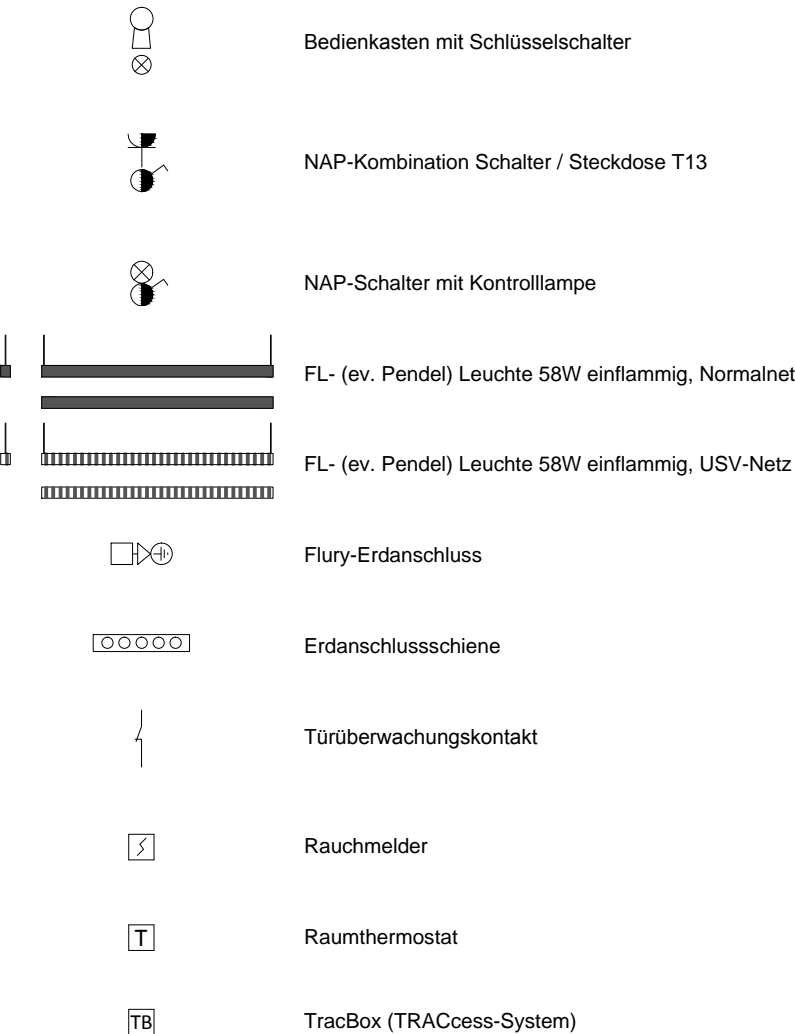 Bedienkasten mit Schlüsselschalter
NAP-Kombination Schalter / Steckdose T13
NAP-Schalter mit Kontrolllampe
FL- (ev. Pendel) Leuchte 58W einflammig, Normalnet
FL- (ev. Pendel) Leuchte 58W einflammig, USV-Netz
Flury-Erdanschluss
Erdanschlussschiene
Türüberwachungskontakt
Rauchmelder
T Raumthermostat
TB TracBox (TRACcess-System)